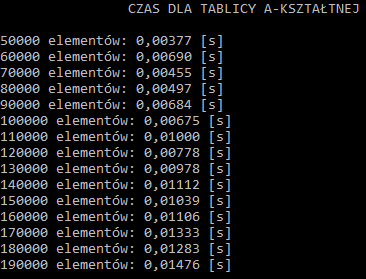 CZAS DLA TABLICY A-KSZTAŁTNEJ
50000 elementów: 0,00377 [s]
60000 elementów: 0,00690 [s]
70000 elementów: 0,00455 [s]
80000 elementów: 0,00497 [s]
90000 elementów: 0,00684 [s]
100000 elementów: 0,00675 [s]
110000 elementów: 0,01000 [s]
120000 elementów: 0,00778 [s]
130000 elementów: 0,00978 [s]
140000 elementów: 0,01112 [s]
150000 elementów: 0,01039 [s]
160000 elementów: 0,01106 [s]
170000 elementów: 0,01333 [s]
180000 elementów: 0,01283 [s]
190000 elementów: 0,01476 [s]